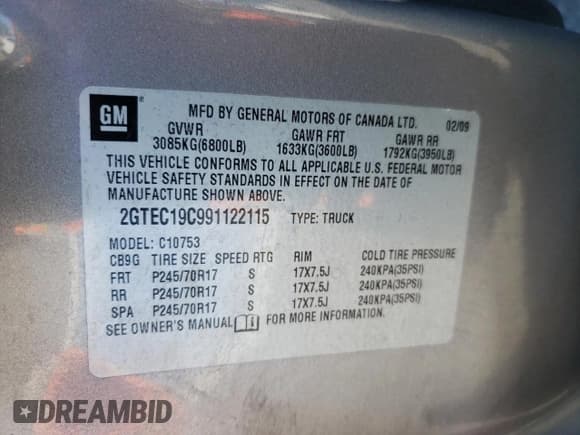 GM ®
MFD BY GENERAL MOTORS OF CANADA LTD. 02/09
GVWR GAWR FRT GAWR RR
3085KG(6800LB) 1633KG(3600LB) 1792KG(3950LB)
THIS VEHICLE CONFORMS TO ALL APPLICABLE U.S. FEDERAL MOTOR
VEHICLE SAFETY STANDARDS IN EFFECT ON THE DATE OF
MANUFACTURE SHOWN ABOVE.
2GTEC19C991122115 TYPE: TRUCK
MODEL: C10753
CB9G TIRE SIZE SPEED RTG RIM COLD TIRE PRESSURE
FRT P245/70R17 S 17X7.5J 240KPA(35PSI)
RR P245/70R17 S 17X7.5J 240KPA(35PSI)
SPA P245/70R17 S 17X7.5J 240KPA(35PSI)
SEE OWNER'S MANUAL FOR MORE INFORMATION.
DREAMBID